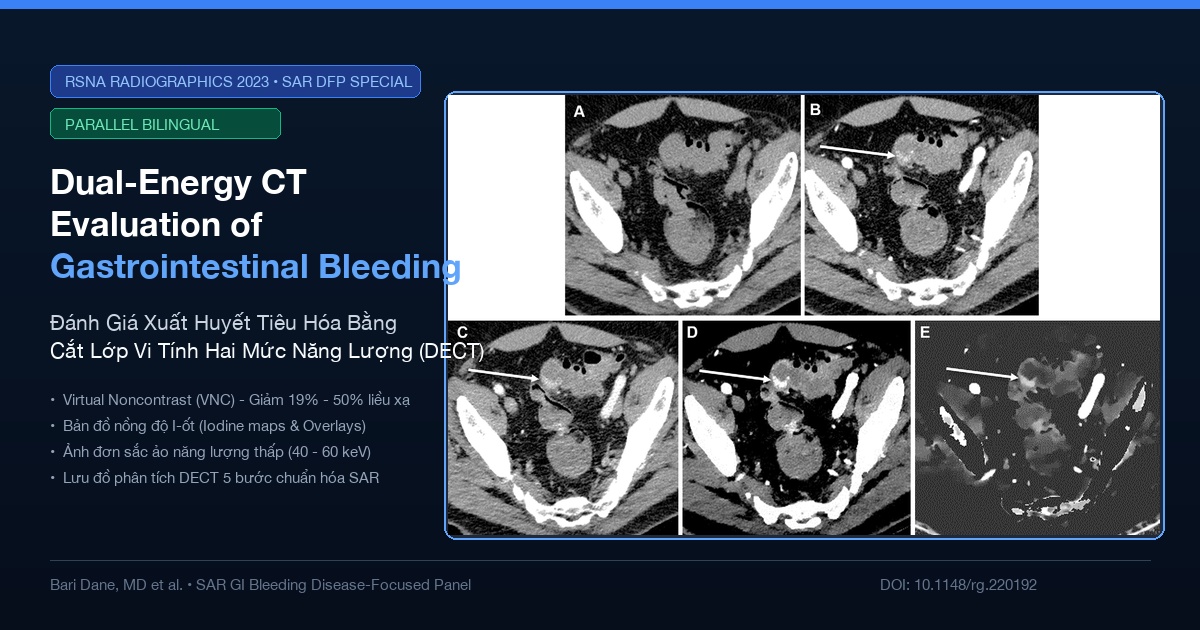 RSNA RADIOGRAPHICS 2023 • SAR DFP SPECIAL
PARALLEL BILINGUAL
Dual-Energy CT
Evaluation of
Gastrointestinal Bleeding
Đánh Giá Xuất Huyết Tiêu Hóa Bằng
Cắt Lớp Vi Tính Hai Mức Năng Lượng (DECT)
• Virtual Noncontrast (VNC) - Giảm 19% - 50% liều xạ
• Bản đồ nồng độ I-ốt (Iodine maps & Overlays)
• Ảnh đơn sắc ảo năng lượng thấp (40 - 60 keV)
• Lưu đồ phân tích DECT 5 bước chuẩn hóa SAR
A
B
C
D
E
Bari Dane, MD et al. • SAR GI Bleeding Disease-Focused Panel
DOI: 10.1148/rg.220192